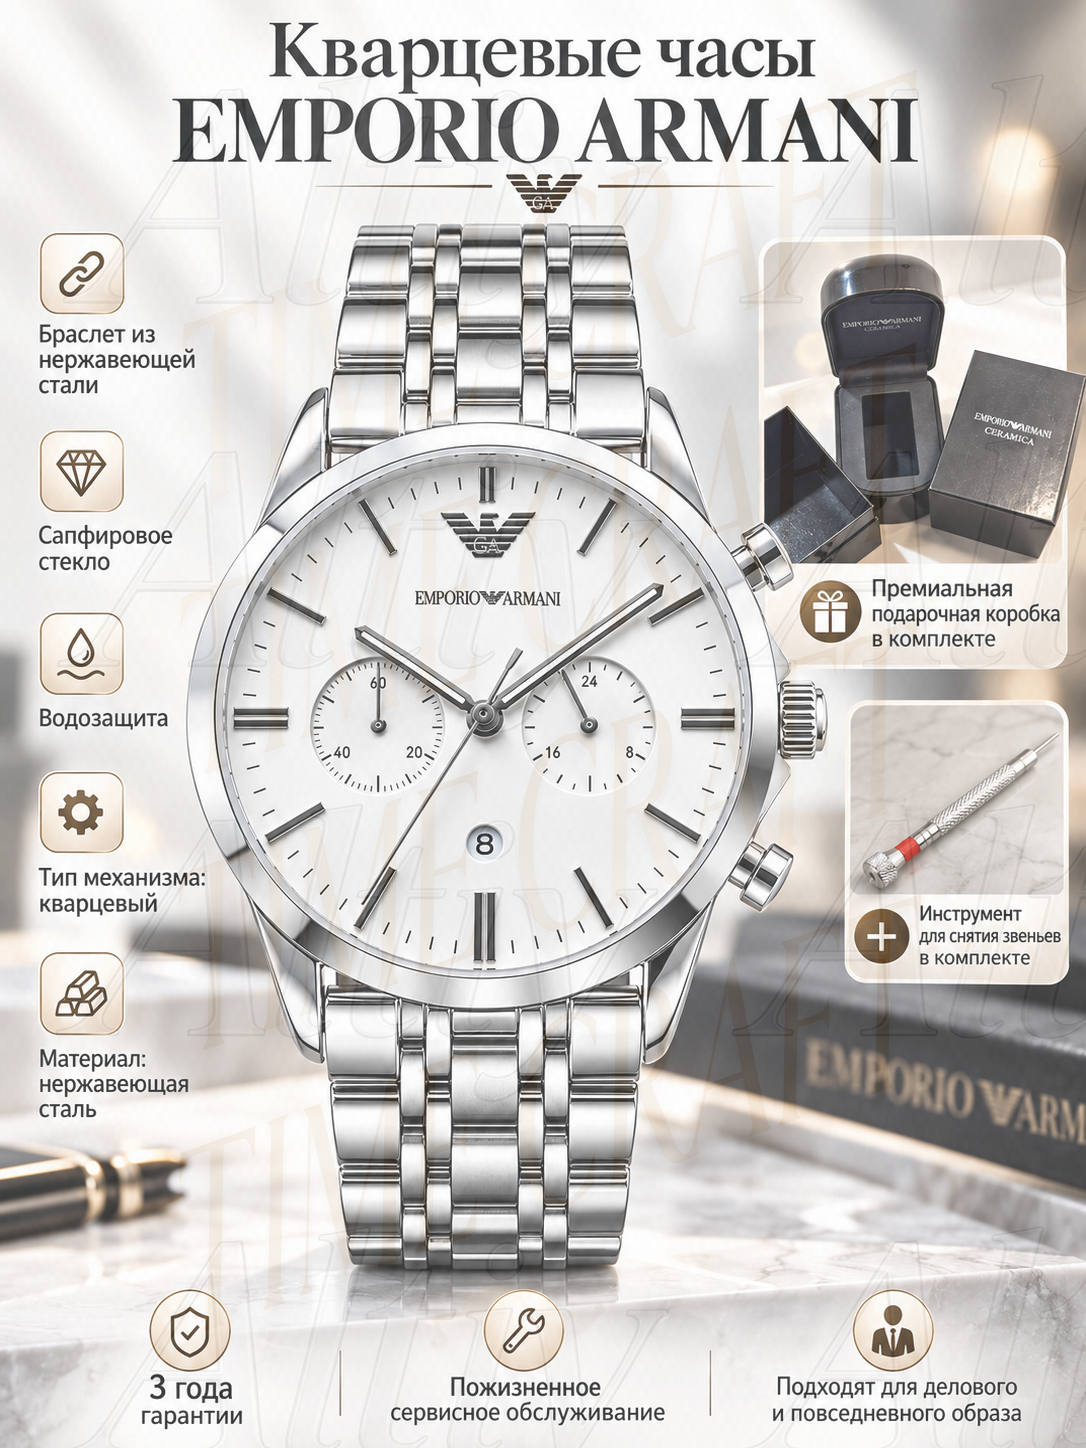 Кварцевые часы
EMPORIO ARMANI
GA
Браслет из
нержавеющей
стали
Сапфировое
стекло
Водозащита
Тип механизма:
кварцевый
Материал:
нержавеющая
сталь
GA
EMPORIO ARMANI
60
40
20
24
16
8
8
EMPORIO ARMANI
CERAMICA
EMPORIO ARMANI
CERAMICA
Премиальная
подарочная коробка
в комплекте
Инструмент
для снятия звеньев
в комплекте
EMPORIO ARM
3 года
гарантии
Пожизненное
сервисное обслуживание
Подходят для делового
и повседневного образа